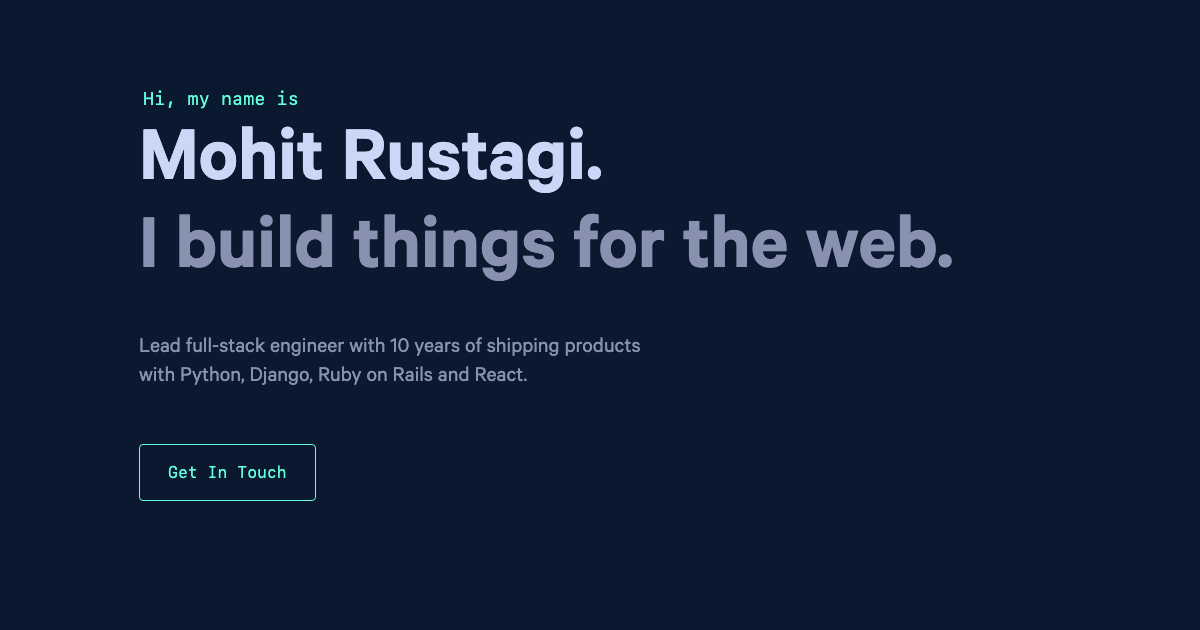 Hi, my name is
Mohit Rustagi.
I build things for the web.
Lead full-stack engineer with 10 years of shipping products
with Python, Django, Ruby on Rails and React.
Get In Touch